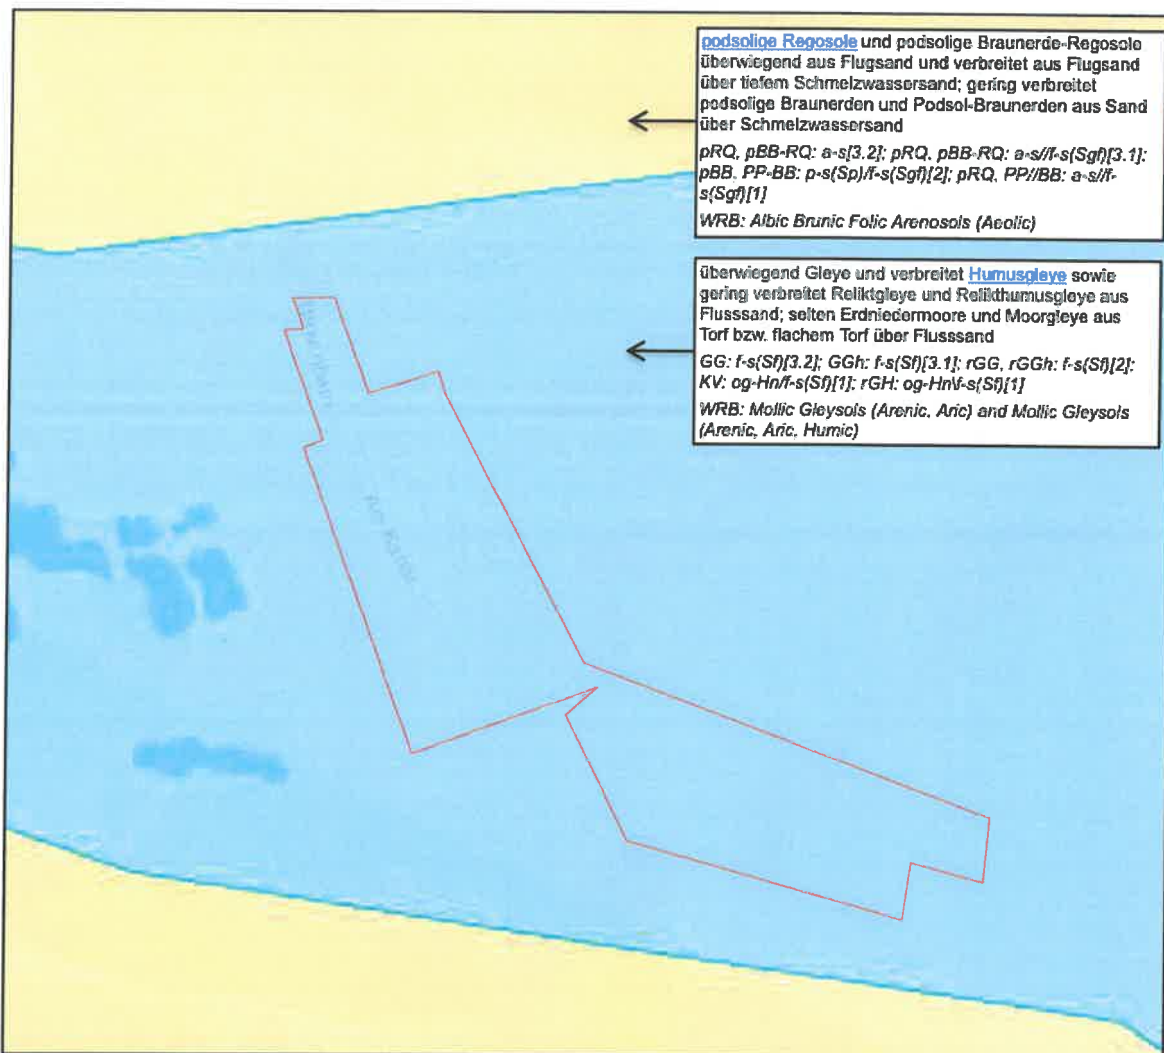 podsolige Regosole und podsolige Braunerde-Regosole
überwiegend aus Flugsand und verbreitet aus Flugsand
über tiefem Schmelzwassersand; gering verbreitet
podsolige Braunerden und Podsol-Braunerden aus Sand
über Schmelzwassersand
pRQ, pBB-RQ: a-s[3.2]; pRQ, pBB-RQ: a-s//f-s(Sgf)[3.1];
pBB, PP-BB: p-s(Sp)/f-s(Sgf)[2]; pRQ, PP//BB: a-s//f-
s(Sgf)[1]
WRB: Albic Brunic Folic Arenosols (Aeolic)
überwiegend Gleye und verbreitet Humusgleye sowie
gering verbreitet Reliktgleye und Relikthumusgleye aus
Flusssand; selten Erdniedermoore und Moorgleye aus
Torf bzw. flachem Torf über Flusssand
GG: f-s(Sf)[3.2]; GGh: f-s(Sf)[3.1]; rGG, rGGh: f-s(Sf)[2];
KV: og-Hn/f-s(Sf)[1]; rGH: og-Hn\f-s(Sf)[1]
WRB: Mollic Gleysols (Arenic, Aric) and Mollic Gleysols
(Arenic, Aric, Humic)